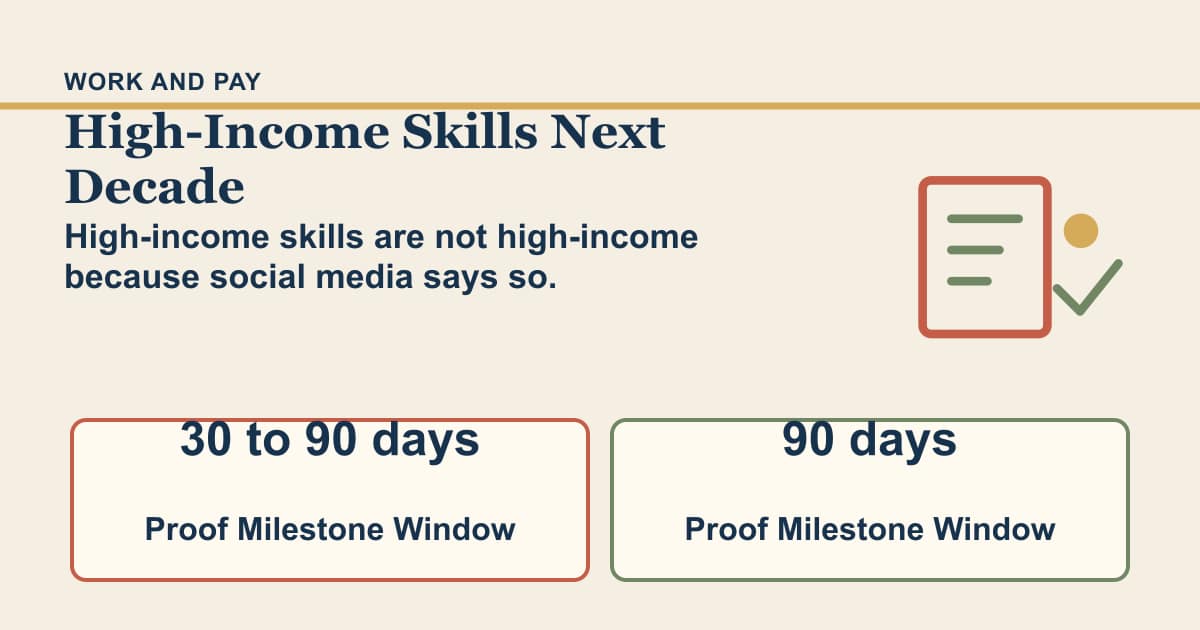 WORK AND PAY
High-Income Skills Next
Decade
High-income skills are not high-income
because social media says so.
30 to 90 days
Proof Milestone Window
90 days
Proof Milestone Window